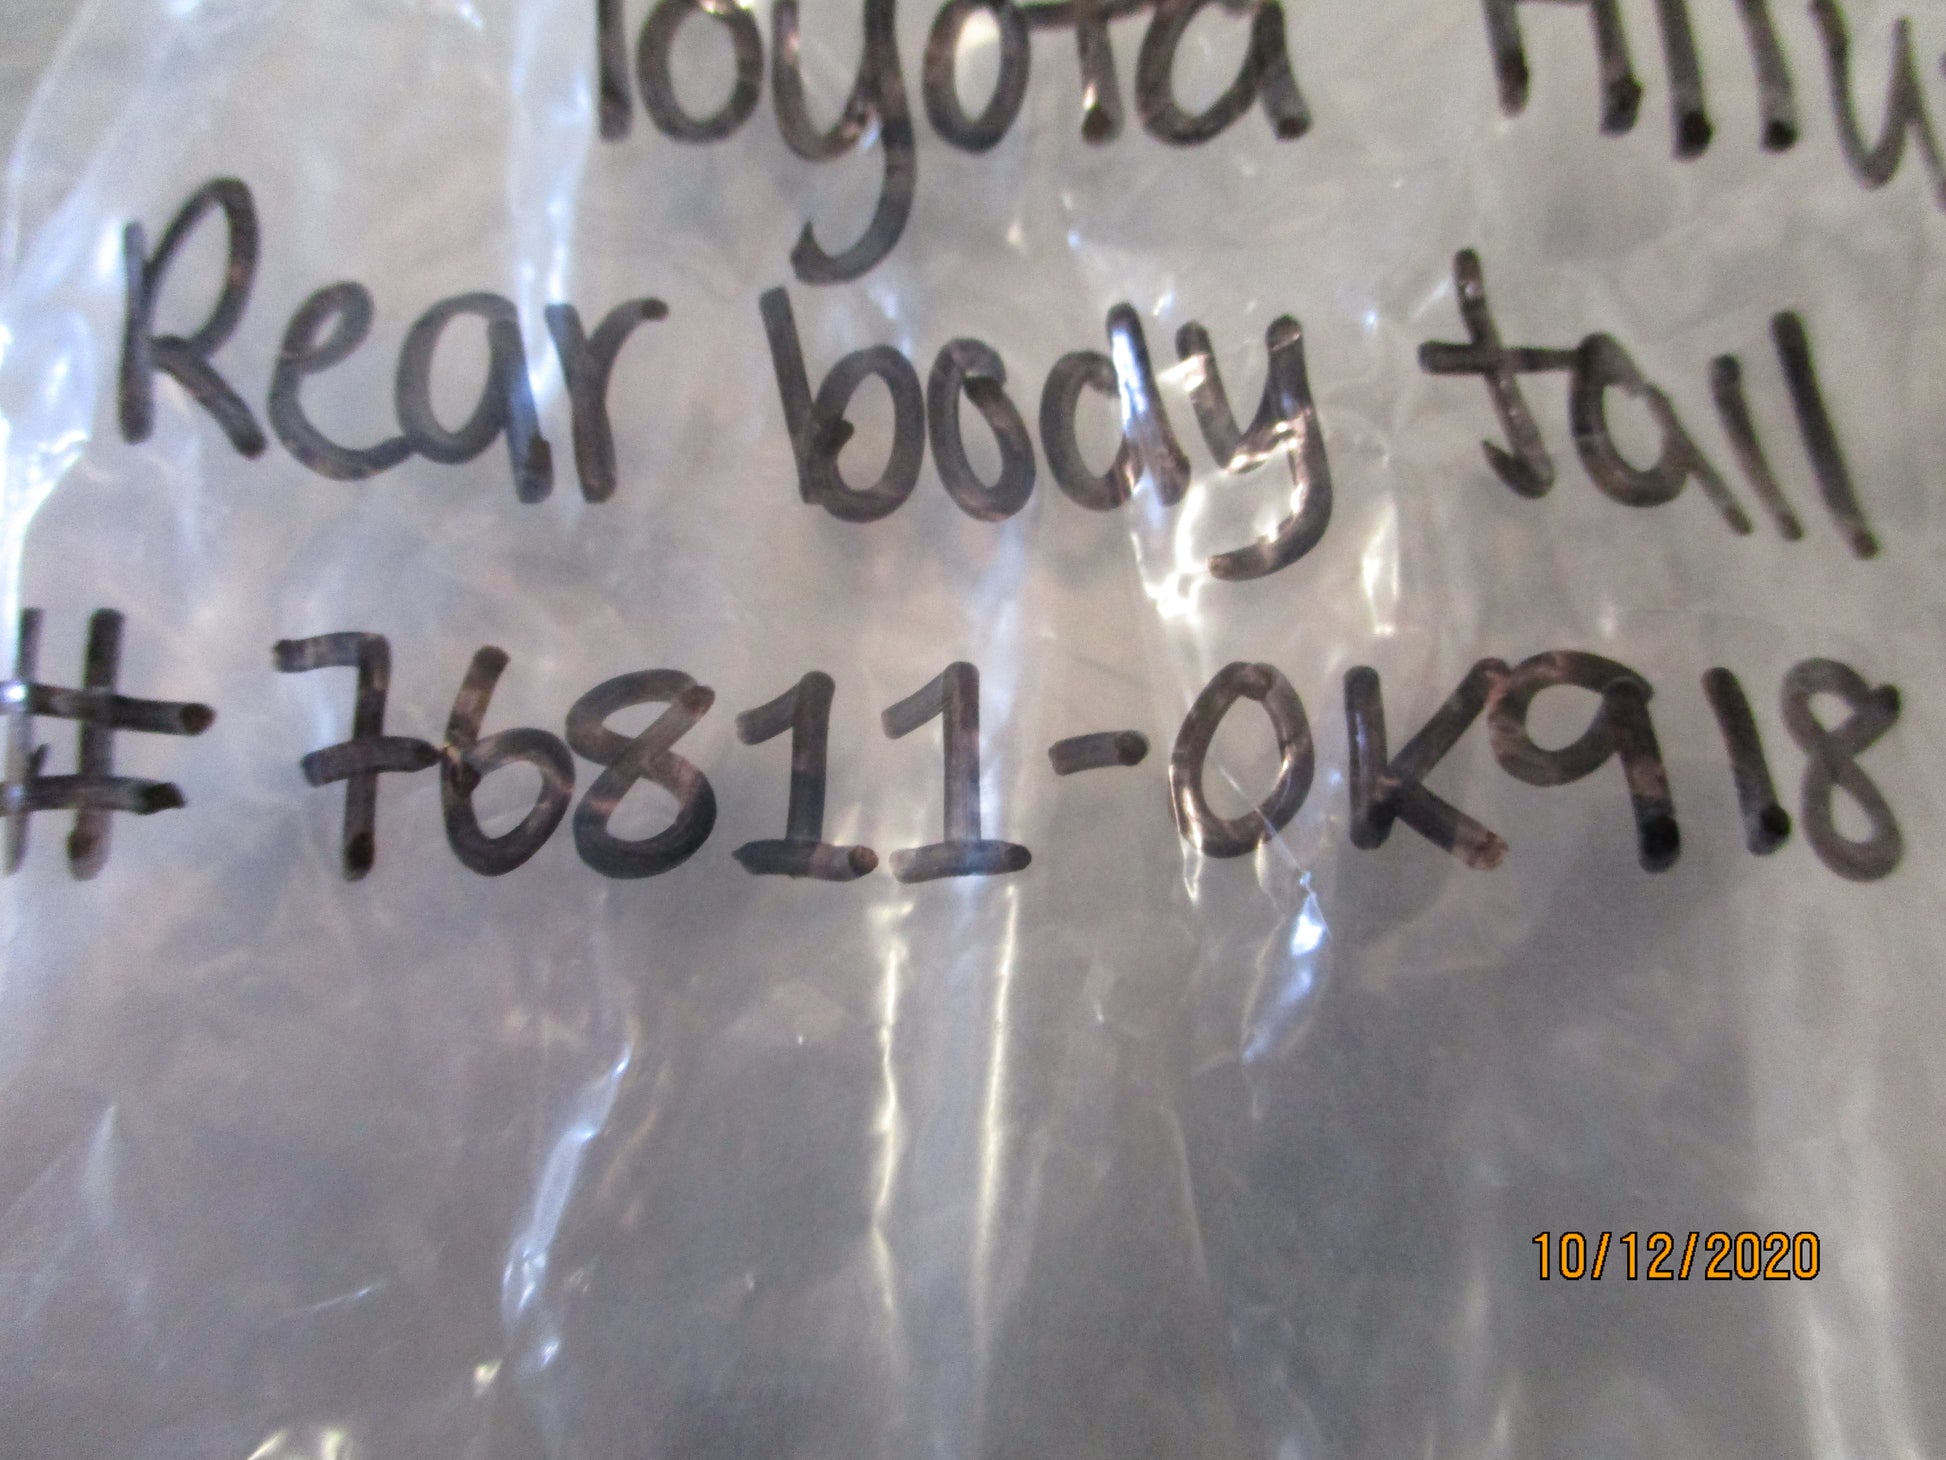 Toyota Hilu
Rear body tail
# 76811-0K918
10/12/2020